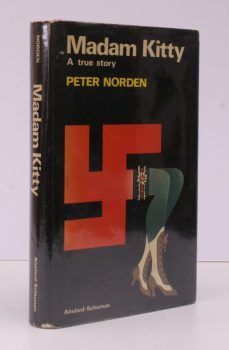 Madam Kitty
A true story
PETER NORDEN
Abelard-Schuman
NORDEN
Madam Kitty
Abelard-Schuman